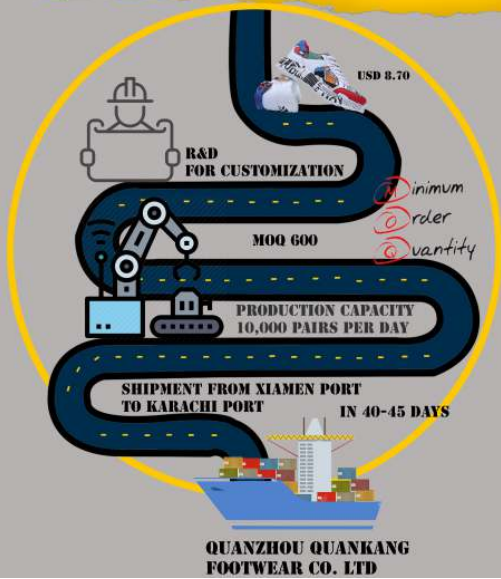 USD 8.70
R&D
FOR CUSTOMIZATION
Minimum
Order
Quantity
MOQ 600
PRODUCTION CAPACITY
10,000 PAIRS PER DAY
SHIPMENT FROM XIAMEN PORT
TO KARACHI PORT
IN 40-45 DAYS
QUANZHOU QUANKANG
FOOTWEAR CO. LTD